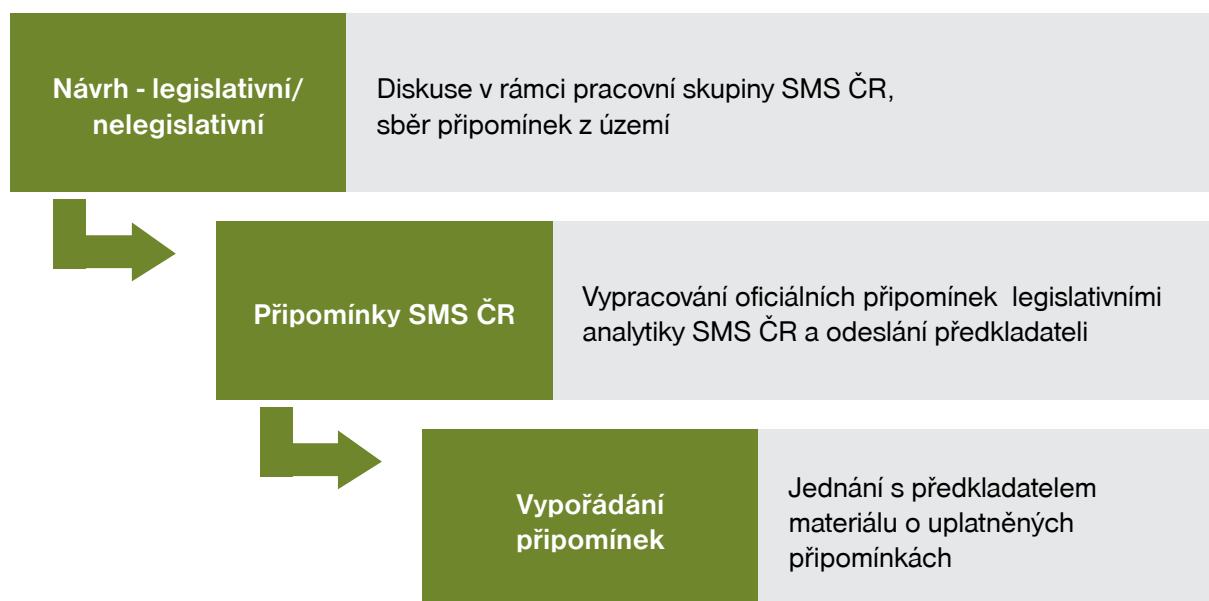 Návrh - legislativní/
nelegislativní
Diskuse v rámci pracovní skupiny SMS ČR,
sběr připomínek z území
Připomínky SMS ČR
Vypracování oficiálních připomínek  legislativními
analytiky SMS ČR a odeslání předkladateli
Vypořádání
připomínek
Jednání s předkladatelem
materiálu o uplatněných
připomínkách